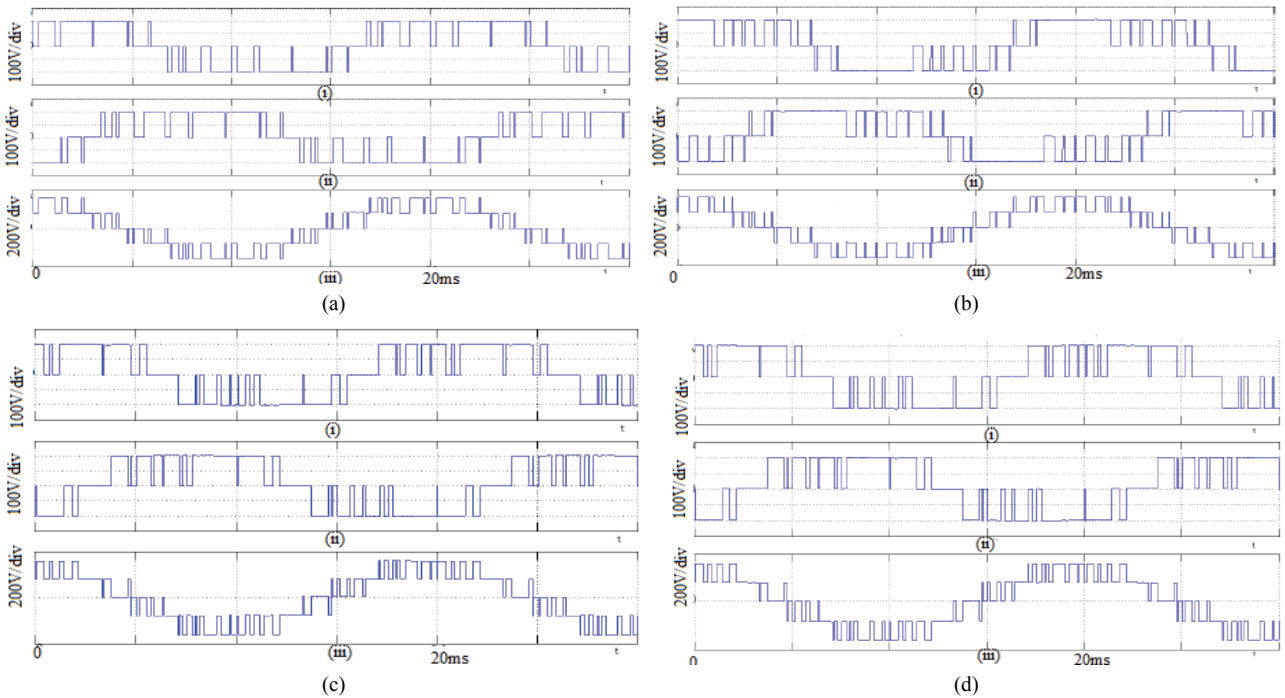 100V/div
(i)
t
100V/div
(ii)
t
200V/div
0
(iii)
20ms
t
(a)
100V/div
(i)
t
100V/div
(ii)
t
200V/div
0
(iii)
20ms
t
(b)
100V/div
(i)
t
100V/div
(ii)
t
200V/div
0
(iii)
20ms
t
(c)
100V/div
(i)
t
100V/div
(ii)
t
200V/div
0
(iii)
20ms
t
(d)